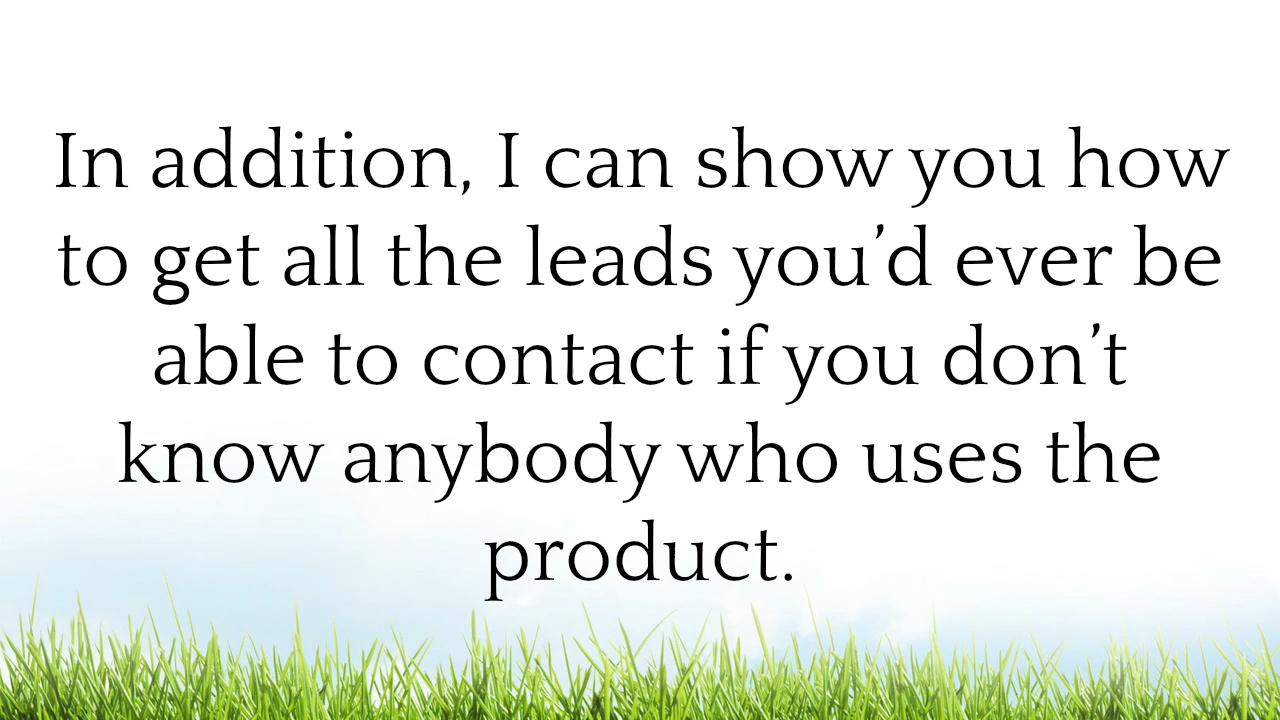 In addition, I can show you how
to get all the leads you’d ever be
able to contact if you don’t
know anybody who uses the
product.